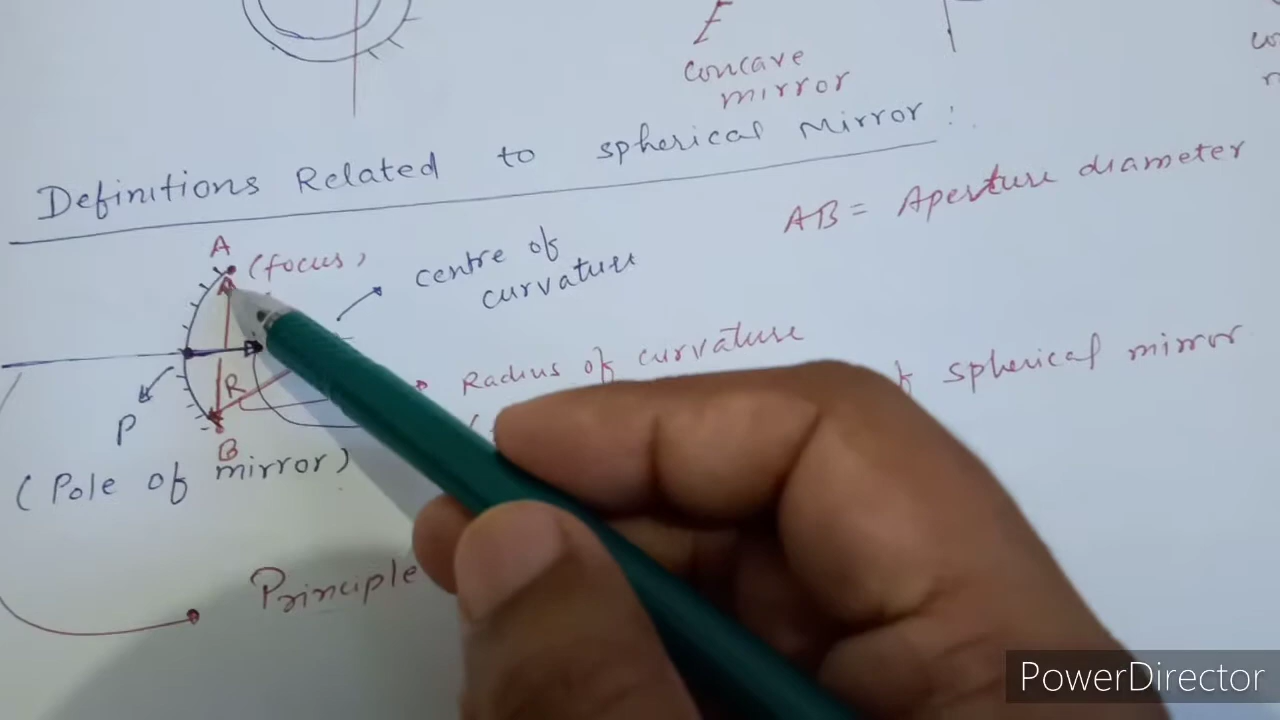 concave
mirror
Definitions Related to spherical Mirror :
AB = Aperture diameter
A
(focus)
centre of
curvature
Radius of curvature
of spherical mirror
R
P
B
(Pole of mirror)
Principle
PowerDirector